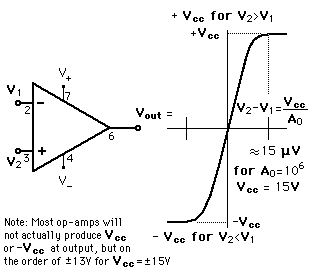 + Vcc for V2>V1
+Vcc
V+
7
V1
2
−
Vout =
6
V2−V1= Vcc
A0
V2
3
+
4
V−
≈15 µV
for A0=10⁶
Vcc = 15V
−Vcc
− Vcc for V2<V1
Note: Most op-amps will
not actually produce Vcc
or −Vcc at output, but on
the order of ±13V for Vcc=±15V